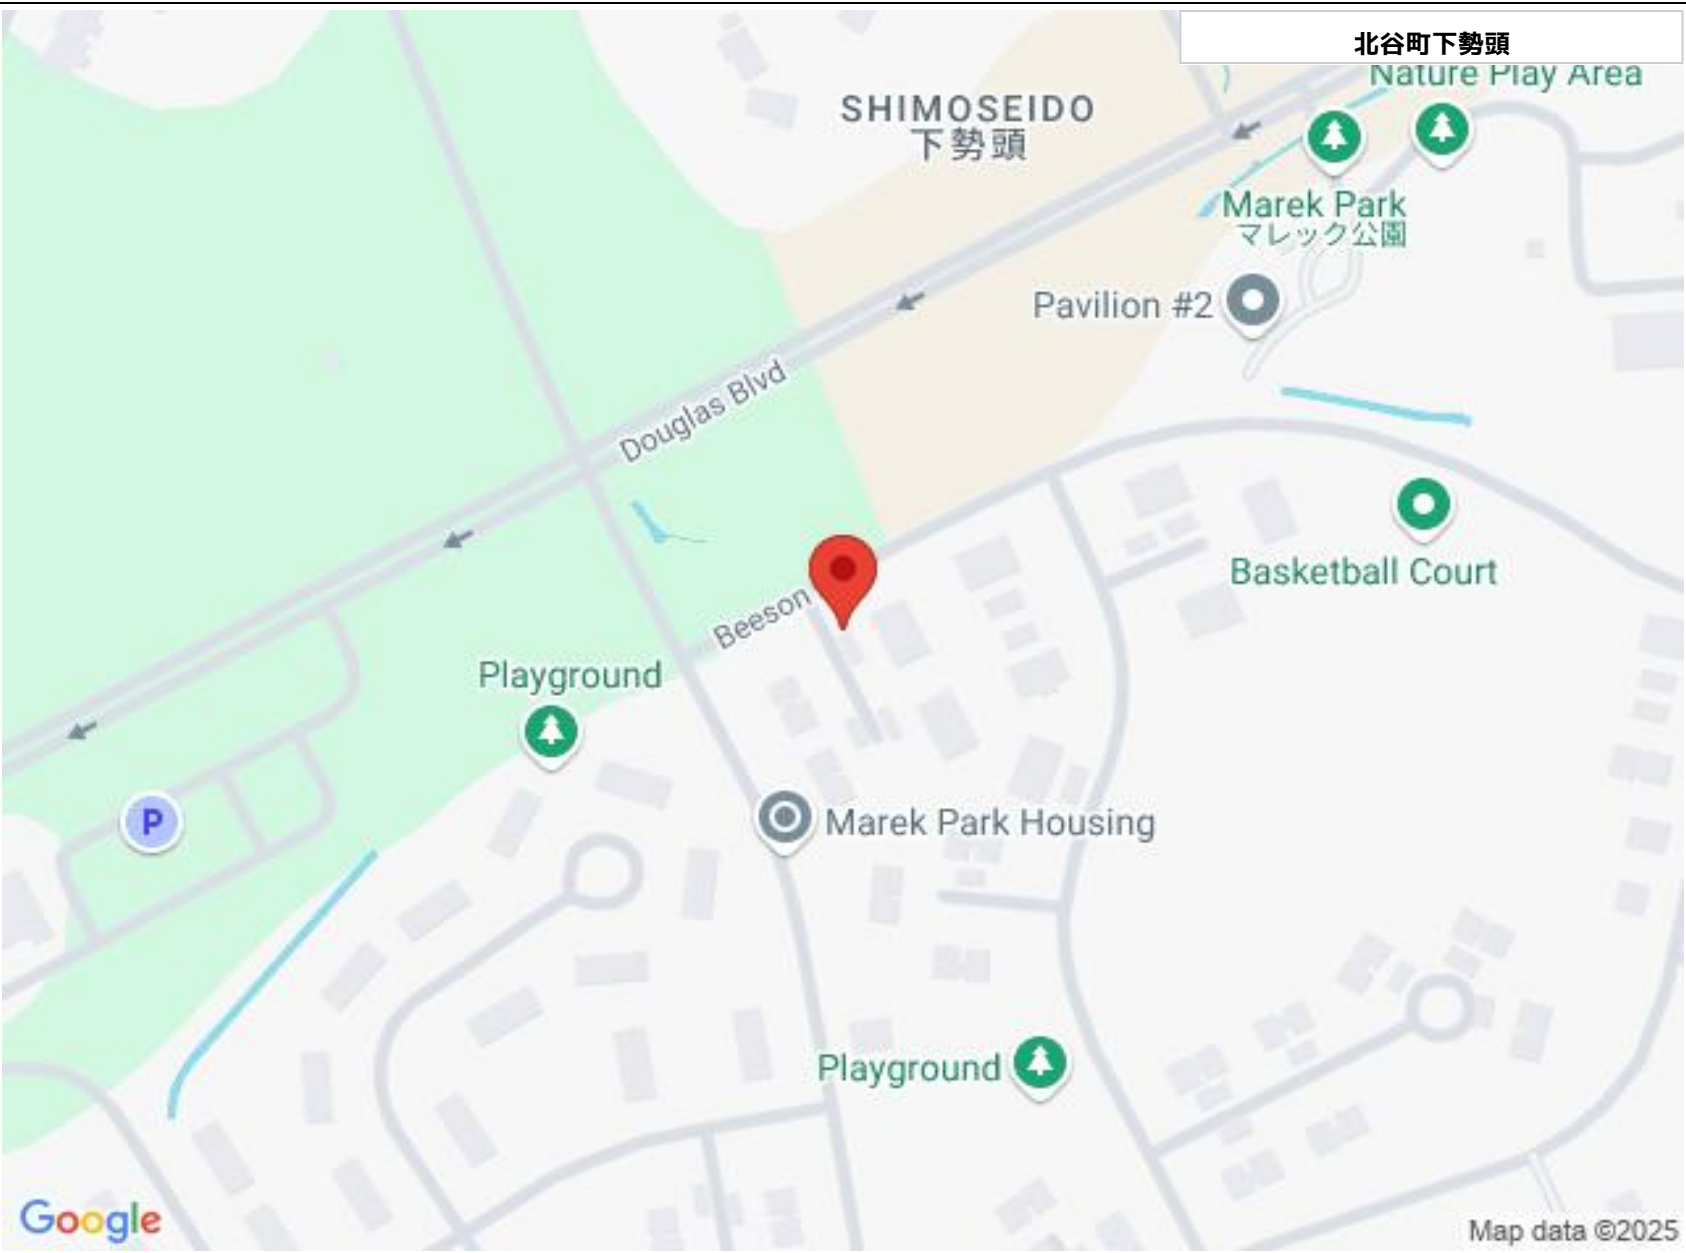 北谷町下勢頭
Nature Play Area
SHIMOSEIDO
下勢頭
Marek Park
マレック公園
Pavilion #2
Douglas Blvd
Basketball Court
Beeson
Playground
P
Marek Park Housing
Playground
Google
Map data ©2025